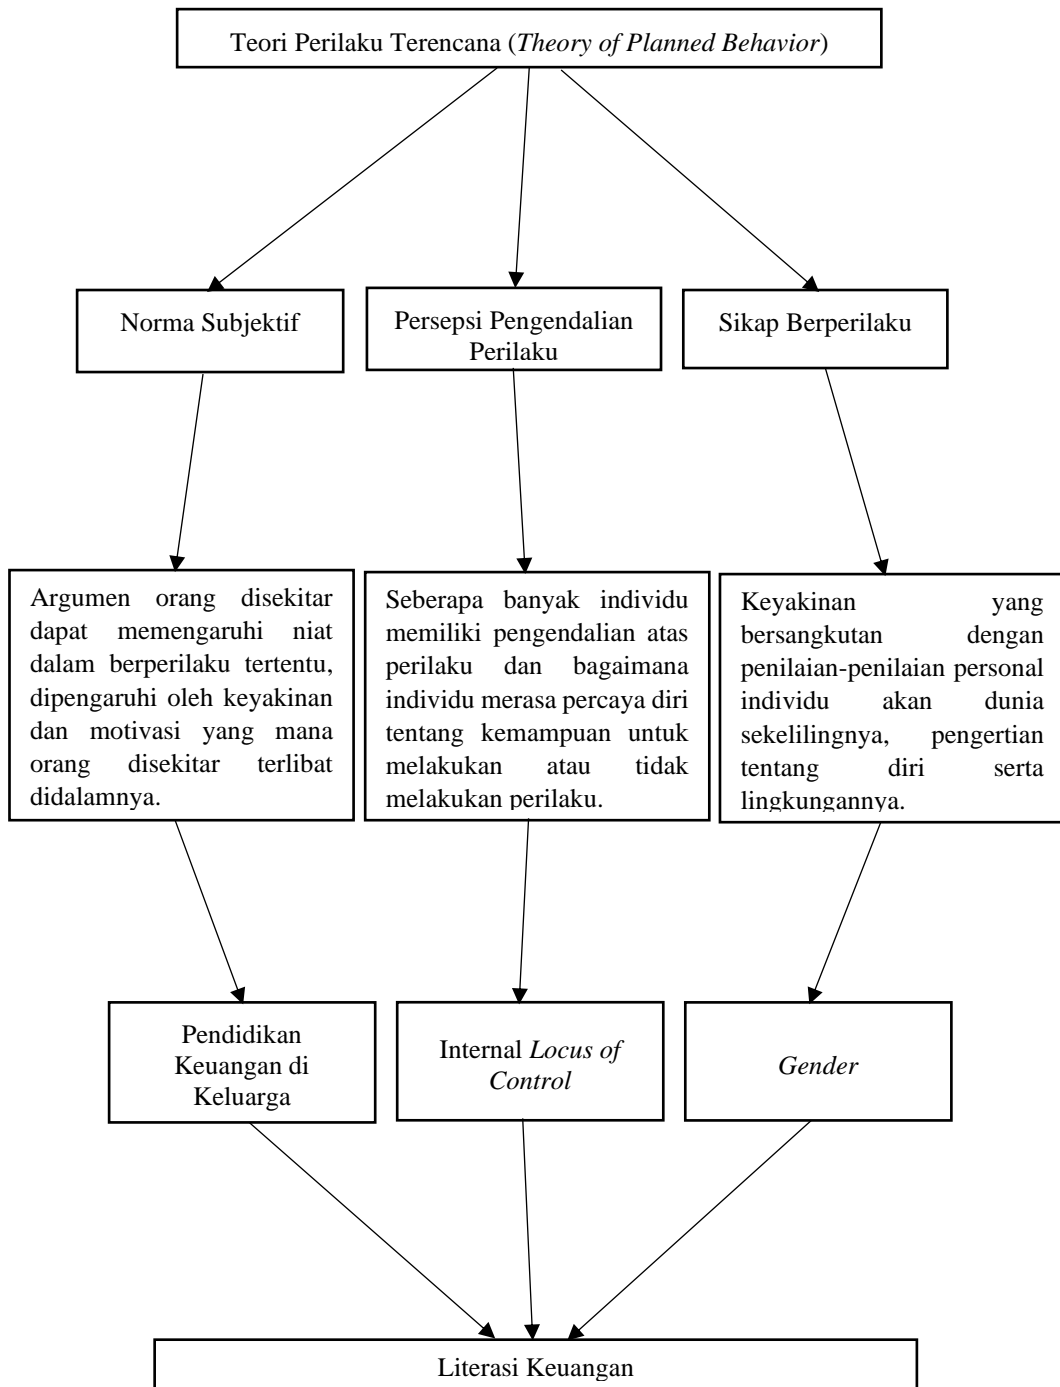 Teori Perilaku Terencana (Theory of Planned Behavior)
Norma Subjektif
Persepsi Pengendalian
Perilaku
Sikap Berperilaku
Argumen orang disekitar
dapat memengaruhi niat
dalam berperilaku tertentu,
dipengaruhi oleh keyakinan
dan motivasi yang mana
orang disekitar terlibat
didalamnya.
Seberapa banyak individu
memiliki pengendalian atas
perilaku dan bagaimana
individu merasa percaya diri
tentang kemampuan untuk
melakukan atau tidak
melakukan perilaku.
Keyakinan yang
bersangkutan dengan
penilaian-penilaian personal
individu akan dunia
sekelilingnya, pengertian
tentang diri serta
lingkungannya.
Pendidikan
Keuangan di
Keluarga
Internal Locus of
Control
Gender
Literasi Keuangan